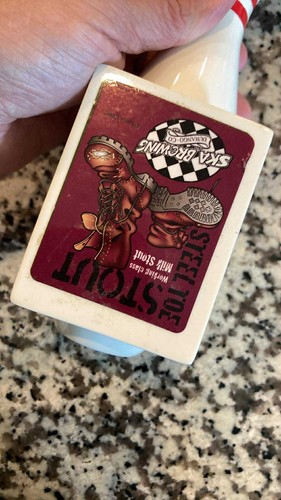 SKA BREWING
DURANGO • CO
STEEL TOE
STOUT
Working class
Milk Stout